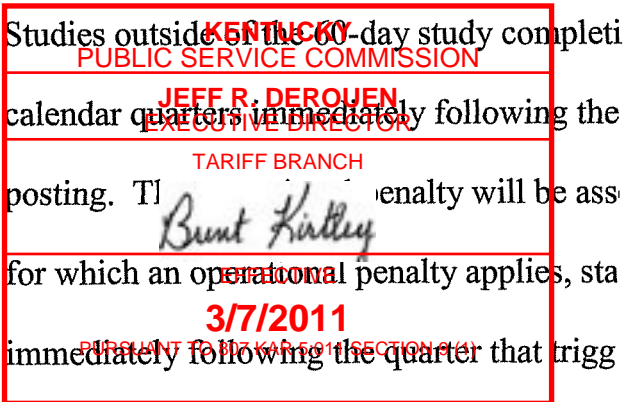 Studies outside of the 60-day study completi
KENTUCKY
PUBLIC SERVICE COMMISSION
calendar quarters immediately following the
JEFF R. DEROUEN
EXECUTIVE DIRECTOR
TARIFF BRANCH
posting. Th penalty will be ass
Brent Kirtley
for which an operational penalty applies, sta
EFFECTIVE
3/7/2011
immediately following the quarter that trigg
PURSUANT TO 807 KAR 5:011 SECTION 9 (1)